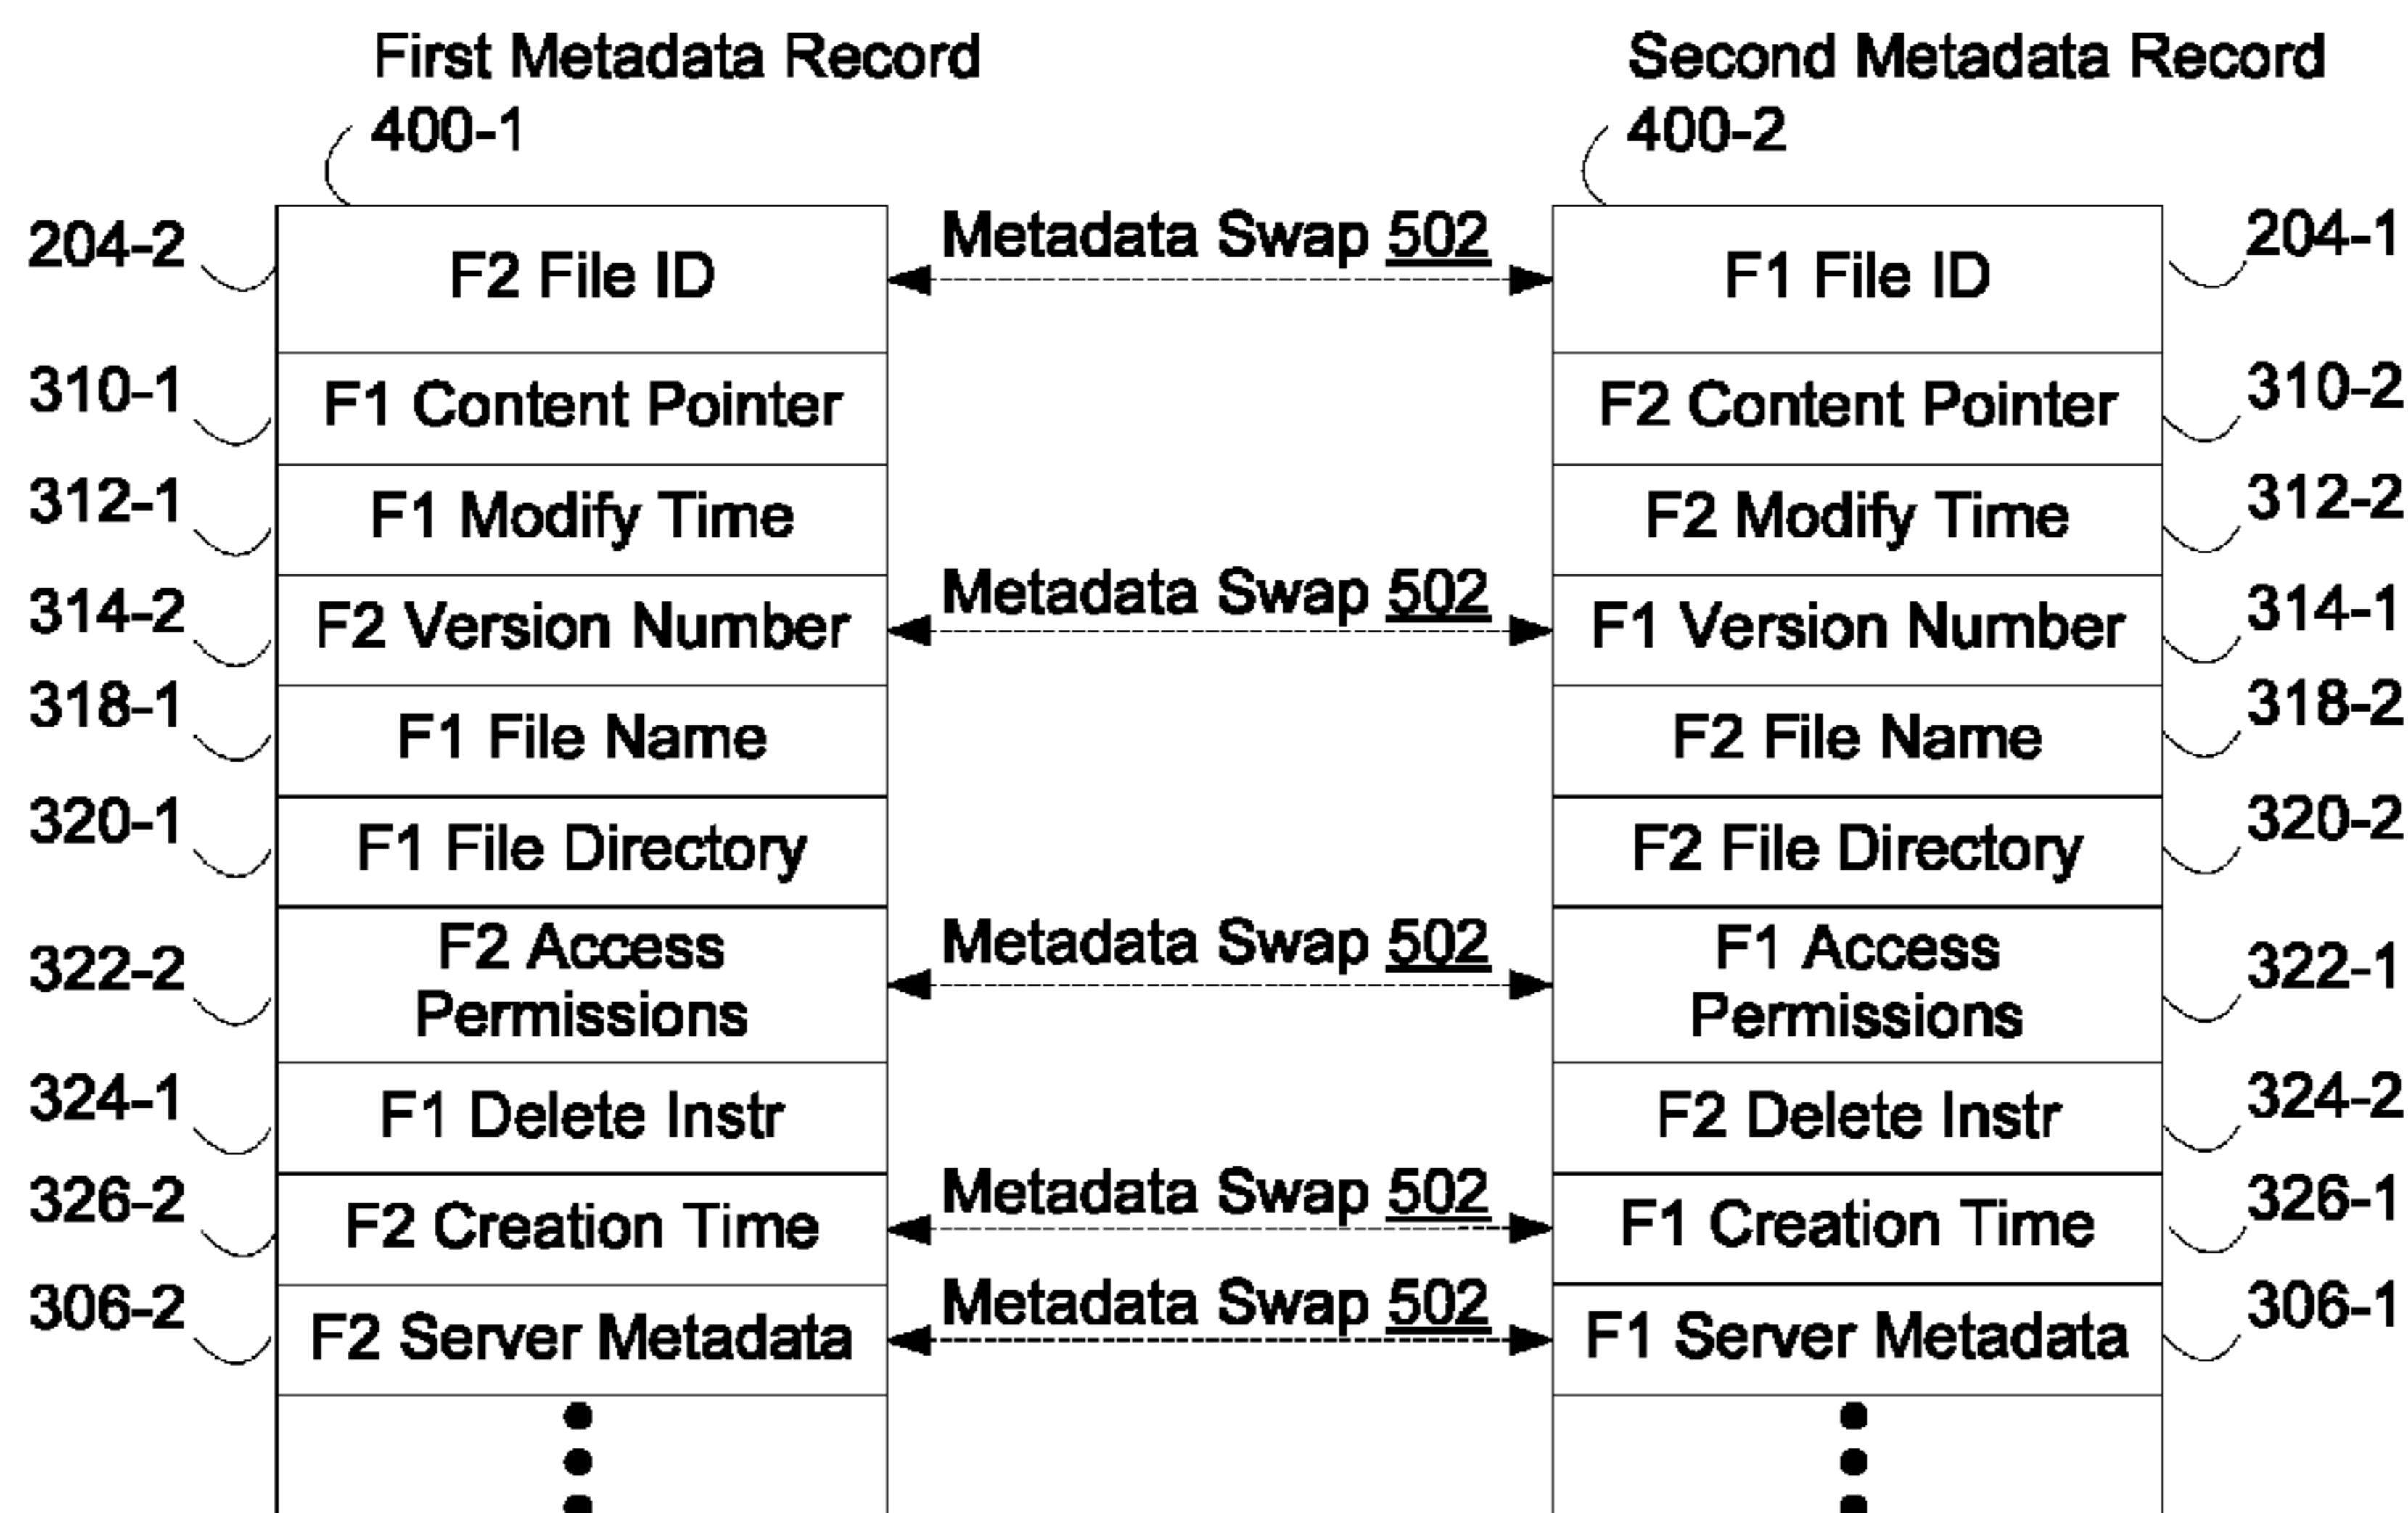 First Metadata Record
400-1
Second Metadata Record
400-2
204-2
F2 File ID
Metadata Swap 502
F1 File ID
204-1
310-1
F1 Content Pointer
F2 Content Pointer
310-2
312-1
F1 Modify Time
F2 Modify Time
312-2
314-2
F2 Version Number
Metadata Swap 502
F1 Version Number
314-1
318-1
F1 File Name
F2 File Name
318-2
320-1
F1 File Directory
F2 File Directory
320-2
322-2
F2 Access
Permissions
Metadata Swap 502
F1 Access
Permissions
322-1
324-1
F1 Delete Instr
F2 Delete Instr
324-2
326-2
F2 Creation Time
Metadata Swap 502
F1 Creation Time
326-1
306-2
F2 Server Metadata
Metadata Swap 502
F1 Server Metadata
306-1